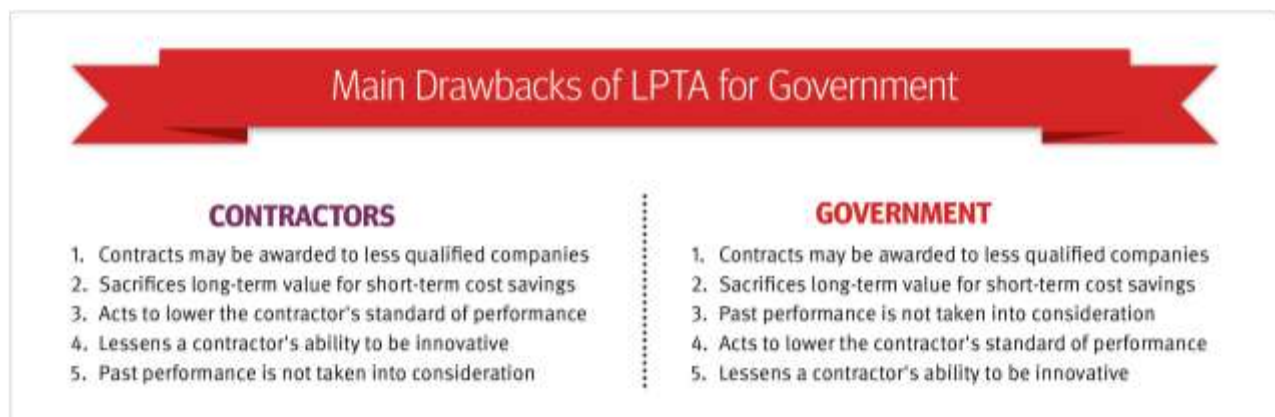 Main Drawbacks of LPTA for Government
CONTRACTORS
1. Contracts may be awarded to less qualified companies
2. Sacrifices long-term value for short-term cost savings
3. Acts to lower the contractor's standard of performance
4. Lessens a contractor's ability to be innovative
5. Past performance is not taken into consideration
GOVERNMENT
1. Contracts may be awarded to less qualified companies
2. Sacrifices long-term value for short-term cost savings
3. Past performance is not taken into consideration
4. Acts to lower the contractor's standard of performance
5. Lessens a contractor's ability to be innovative